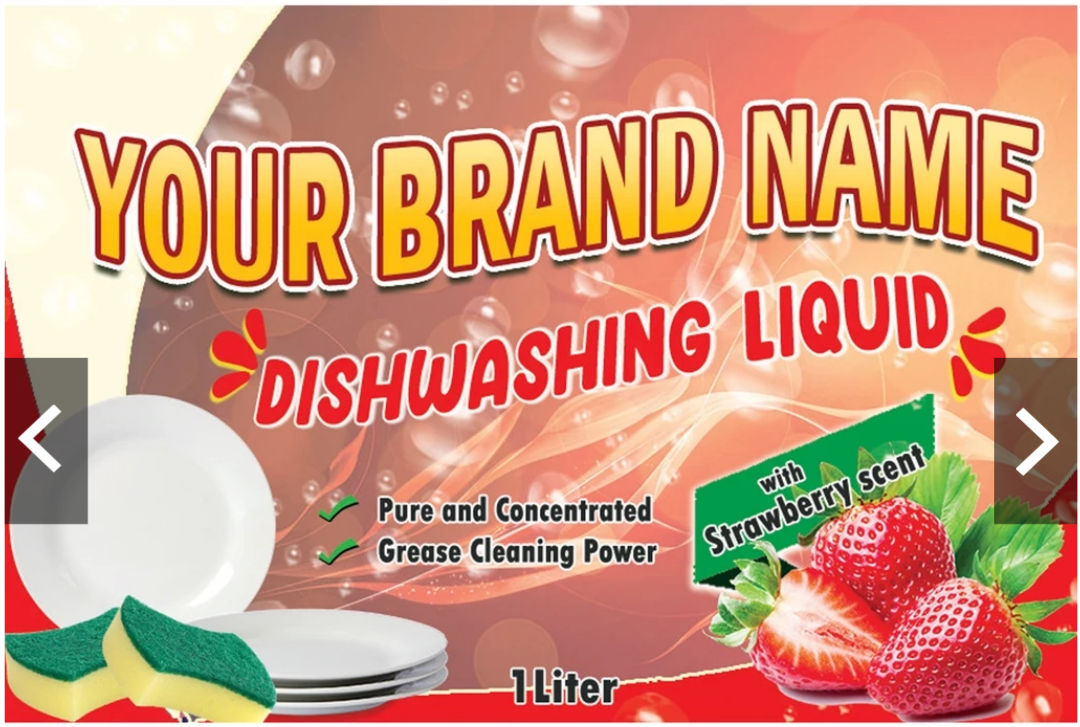 YOUR BRAND NAME
DISHWASHING LIQUID
with
Strawberry scent
Pure and Concentrated
Grease Cleaning Power
1 Liter